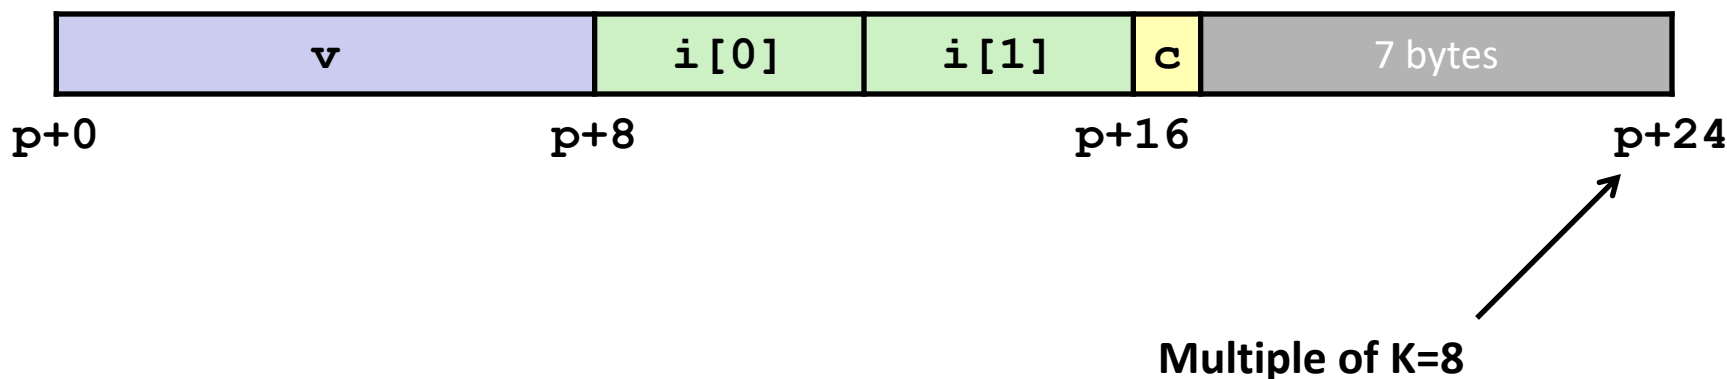 v i[0] i[1] c 7 bytes
p+0 p+8 p+16 p+24
Multiple of K=8